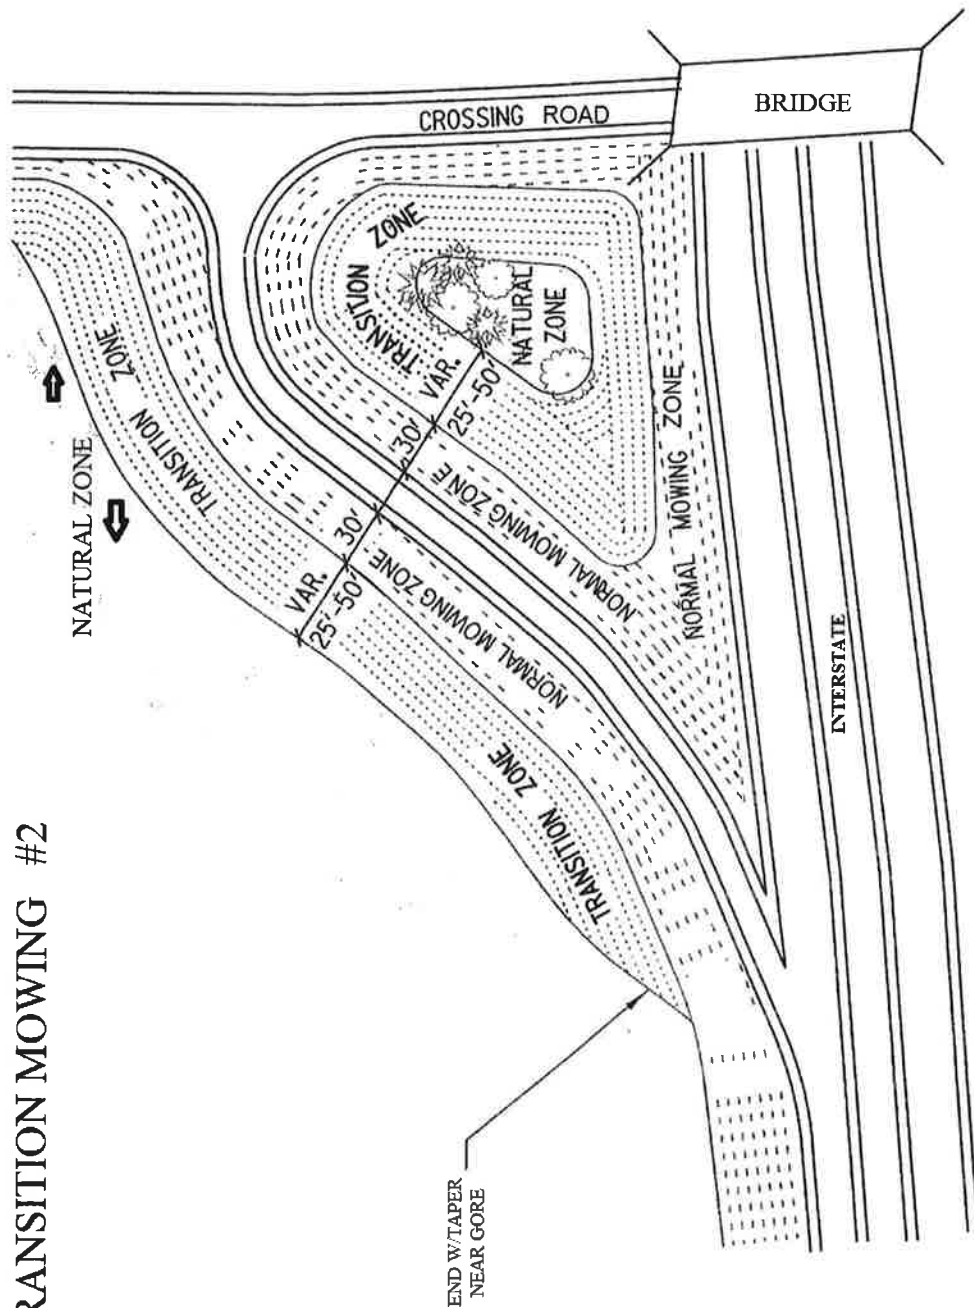 RANSITION MOWING #2
NATURAL ZONE
CROSSING ROAD
BRIDGE
TRANSITION ZONE
TRANSITION ZONE
NATURAL
ZONE
VAR.
25'-50'
30'
30'
VAR.
25'-50'
NORMAL MOWING ZONE
NORMAL MOWING ZONE
NORMAL MOWING ZONE
TRANSITION ZONE
INTERSTATE
END W/TAPER
NEAR GORE